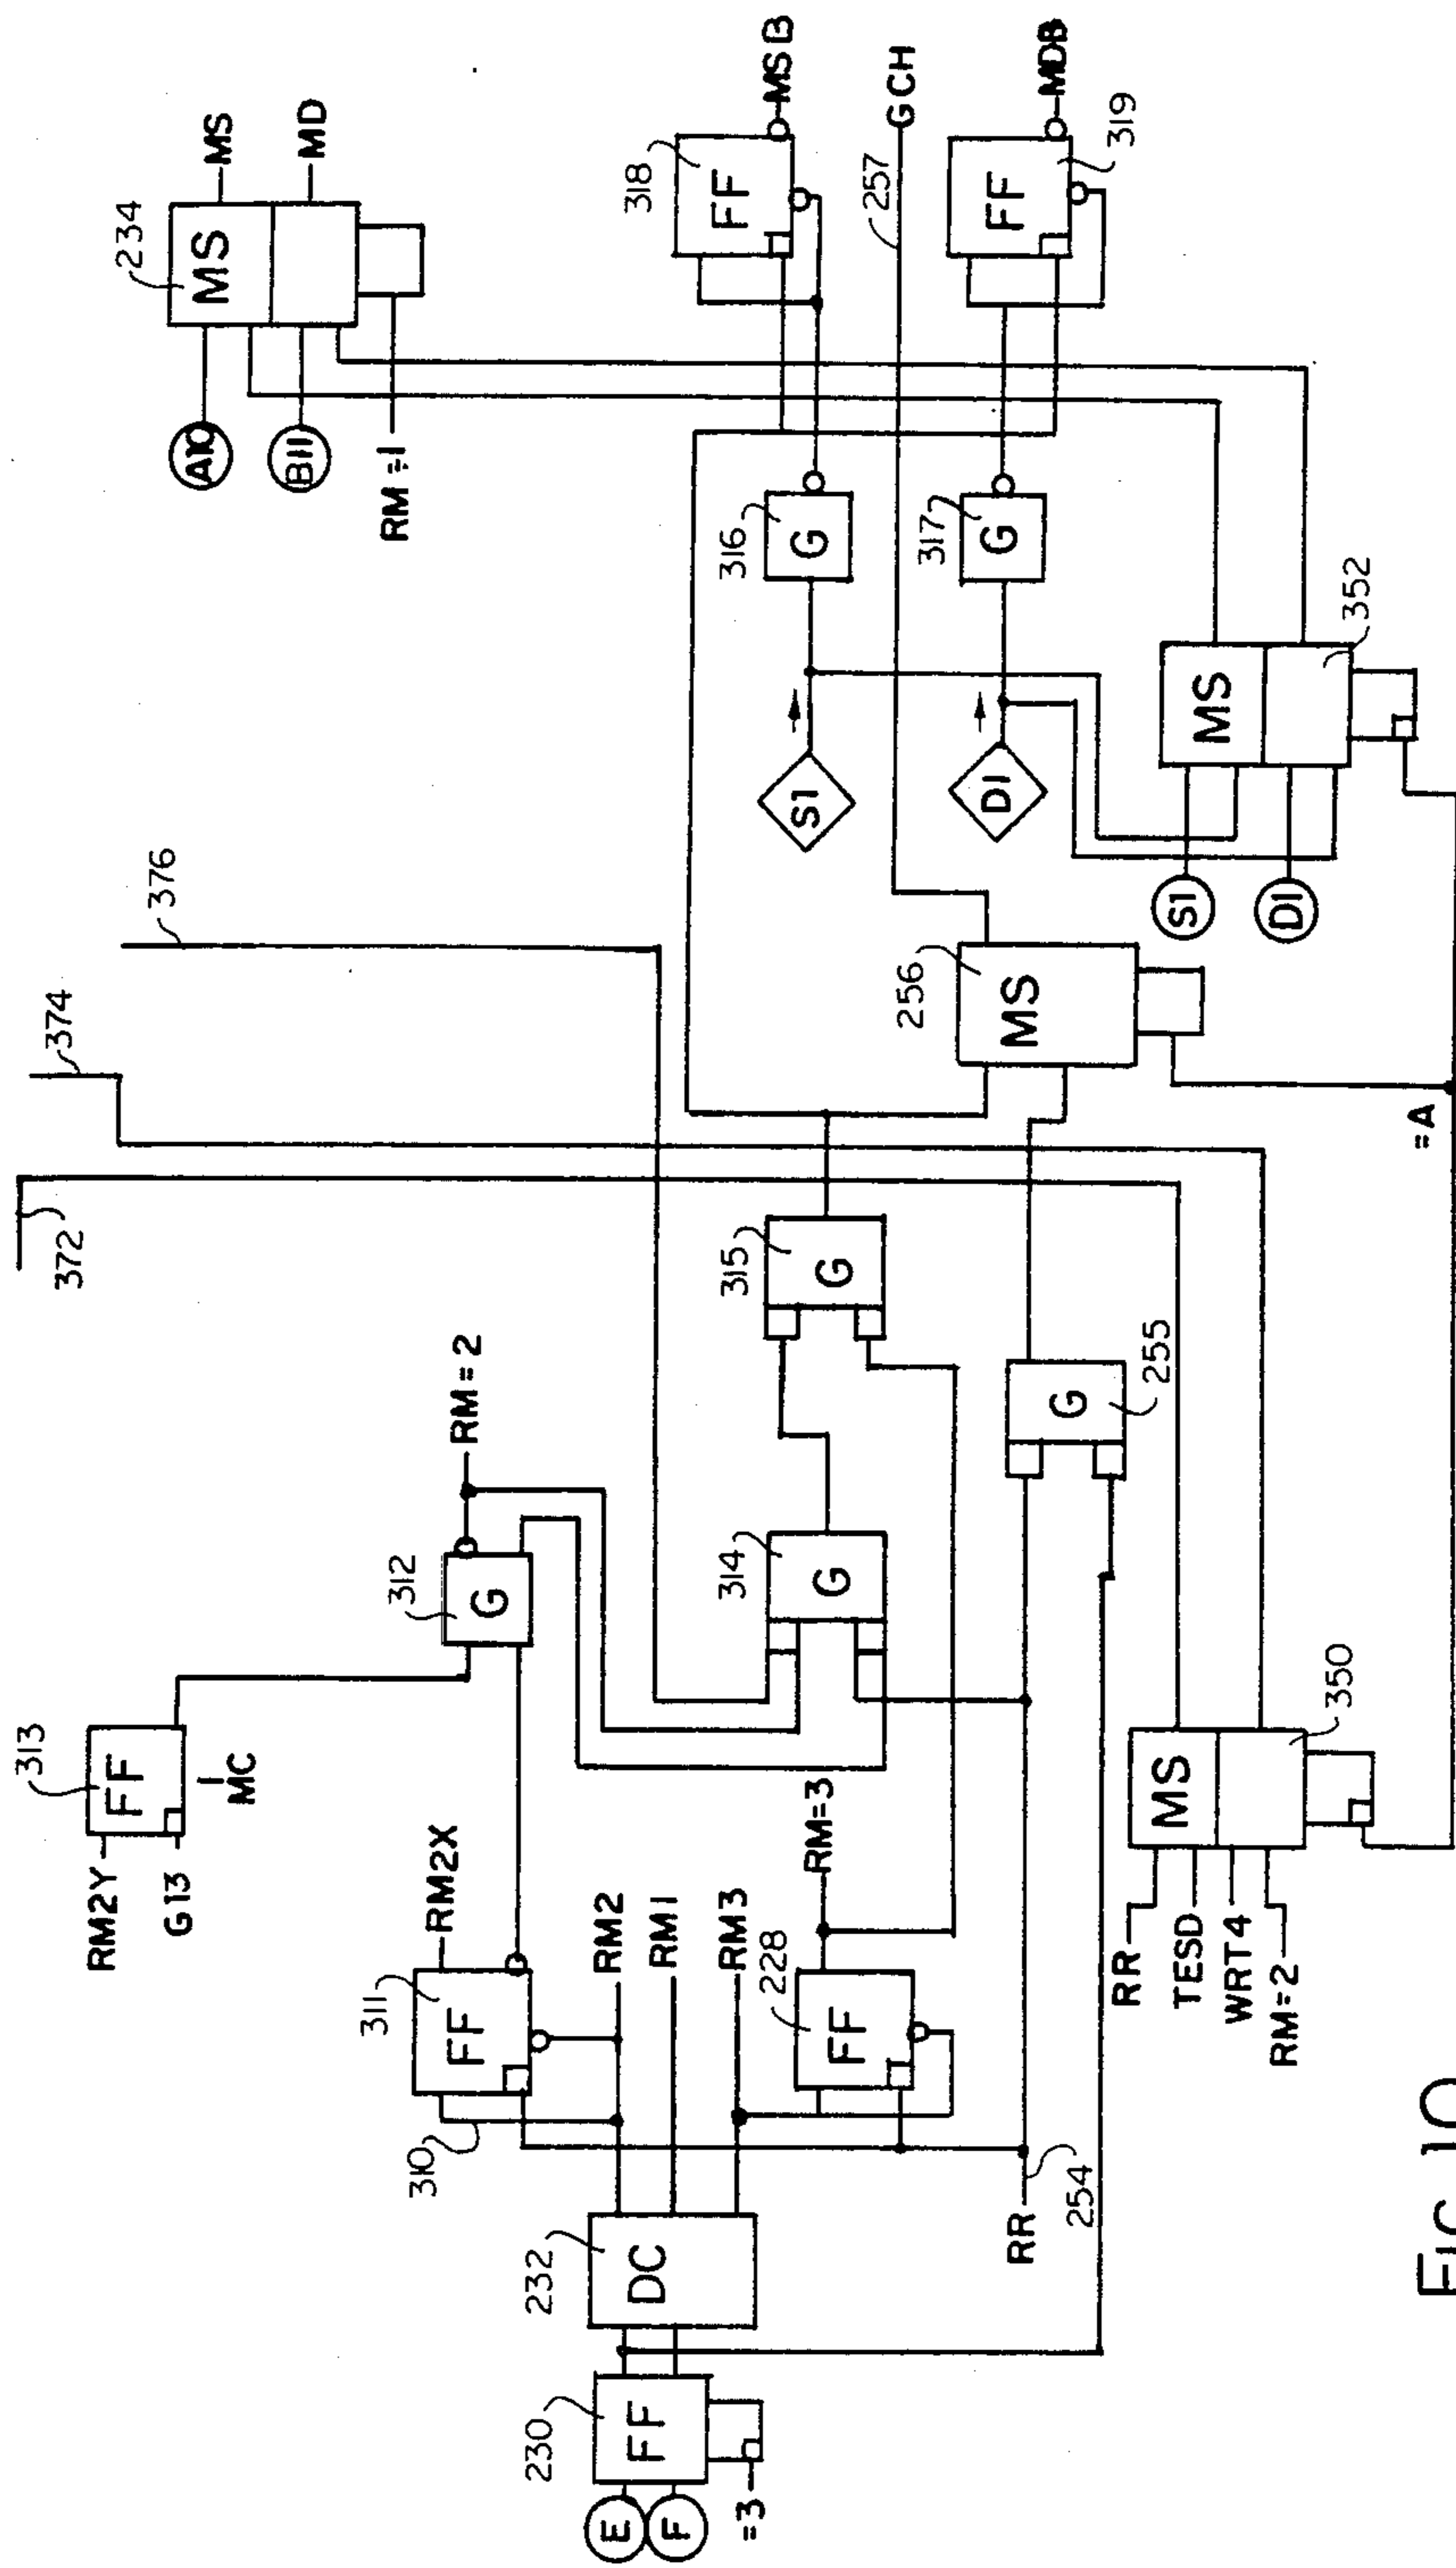 234
MS
MS
MD
A10
B11
RM÷1
318
FF
MSB
257
GCH
FF
319
MDB
316
G
317
G
S1
D1
MS
352
S1
D1
376
374
372
256
MS
=A
315
G
255
G
RM=2
312
G
314
G
313
FF
RM2Y
G13
MC
311
FF
RM2X
310
RM2
RM1
RM3
RM=3
228
FF
232
DC
230
FF
E
F
=3
RR
254
MS
350
RR
TESD
WRT4
RM=2
FIG.10